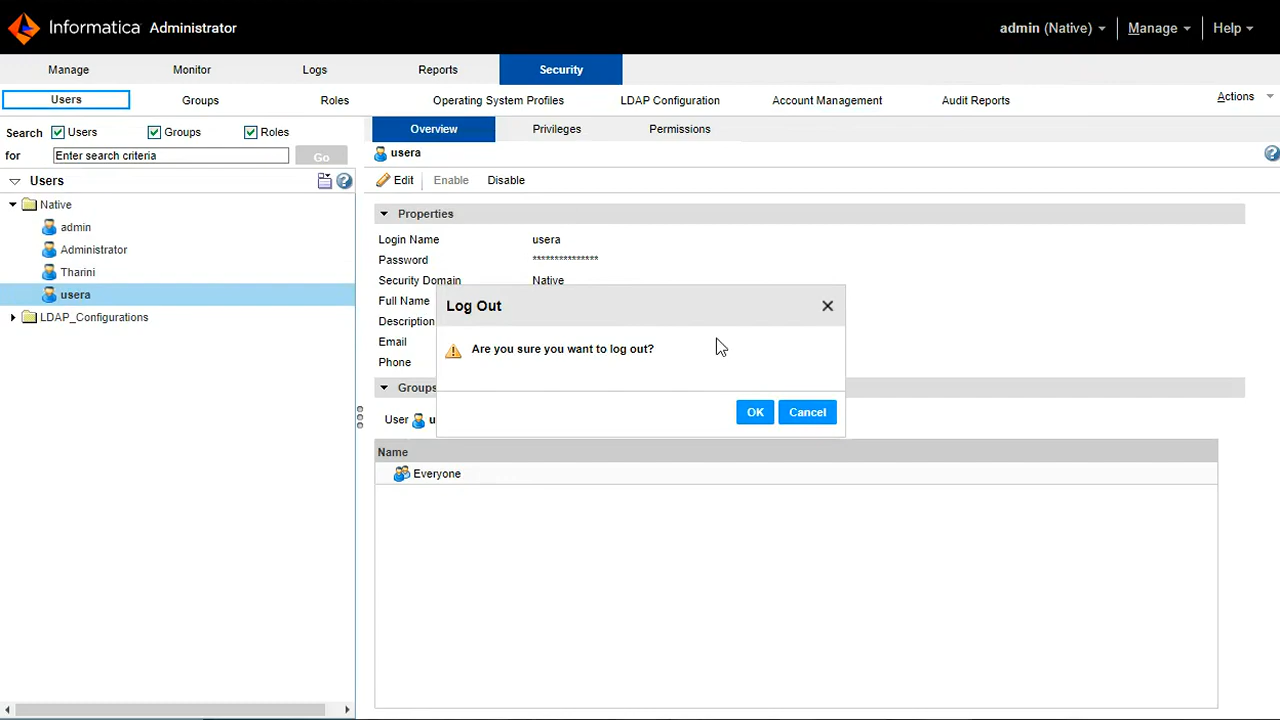 Informatica Administrator
admin (Native) Manage Help
Manage Monitor Logs Reports Security
Users Groups Roles Operating System Profiles LDAP Configuration Account Management Audit Reports Actions
Search Users Groups Roles
for Enter search criteria Go
Users
Native
admin
Administrator
Tharini
usera
LDAP_Configurations
Overview Privileges Permissions
usera
Edit Enable Disable
Properties
Login Name usera
Password ***************
Security Domain Native
Full Name
Description
Email
Phone
Groups
User u
Name
Everyone
Log Out
Are you sure you want to log out?
OK Cancel